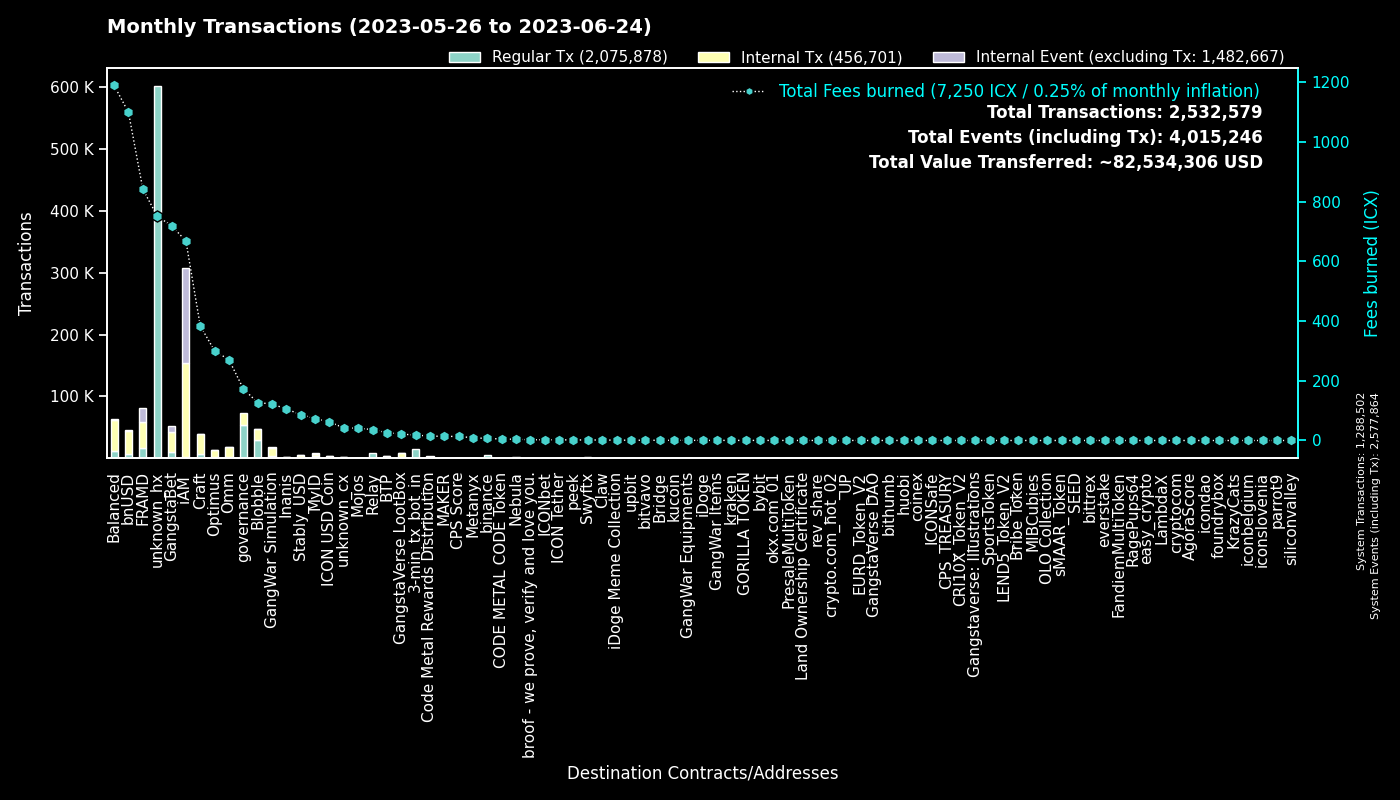 Monthly Transactions (2023-05-26 to 2023-06-24)
Regular Tx (2,075,878)
Internal Tx (456,701)
Internal Event (excluding Tx: 1,482,667)
Total Fees burned (7,250 ICX / 0.25% of monthly inflation)
Total Transactions: 2,532,579
Total Events (including Tx): 4,015,246
Total Value Transferred: ~82,534,306 USD
Transactions
600 K
500 K
400 K
300 K
200 K
100 K
1200
1000
800
600
400
200
0
Fees burned (ICX)
System Transactions: 1,288,502
System Events (including Tx): 2,577,864
Balanced
bnUSD
FRAMD
unknown_hx
GangstaBet
iAM
Craft
Optimus
Omm
governance
Blobble
GangWar Simulation
Inanis
Stably_USD
MyID
ICON USD Coin
unknown_cx
Mojos
Relay
BTP
GangstaVerse LootBox
3-min_tx_bot_in
Code Metal Rewards Distribution
MAKER
CPS Score
Metanyx
binance
CODE METAL CODE Token
Nebula
broof - we prove, verify and love you.
ICONbet
ICON Tether
peek
Swyftx
Claw
iDoge Meme Collection
upbit
bitvavo
Bridge
kucoin
GangWar Equipments
iDoge
GangWar Items
kraken
GORILLA TOKEN
bybit
okx.com_01
PresaleMultiToken
Land Ownership Certificate
rev_share
crypto.com_hot_02
UP
EURD_Token_V2
GangstaVerse DAO
bithumb
huobi
coinex
ICONSafe
CPS_TREASURY
CRI10X_Token_V2
Gangstaverse: Illustrations
SportsToken
LEND5_Token_V2
Bribe Token
MIBCubies
OLO_Collection
sMAAR_Token
SEED
bittrex
everstake
FandiemMultiToken
RagePups64
easy_crypto
LambdaX
cryptcom
AgoraScore
icondao
foundrybox
KrazyCats
iconbelgium
iconslovenia
parrot9
siliconvalley
Destination Contracts/Addresses